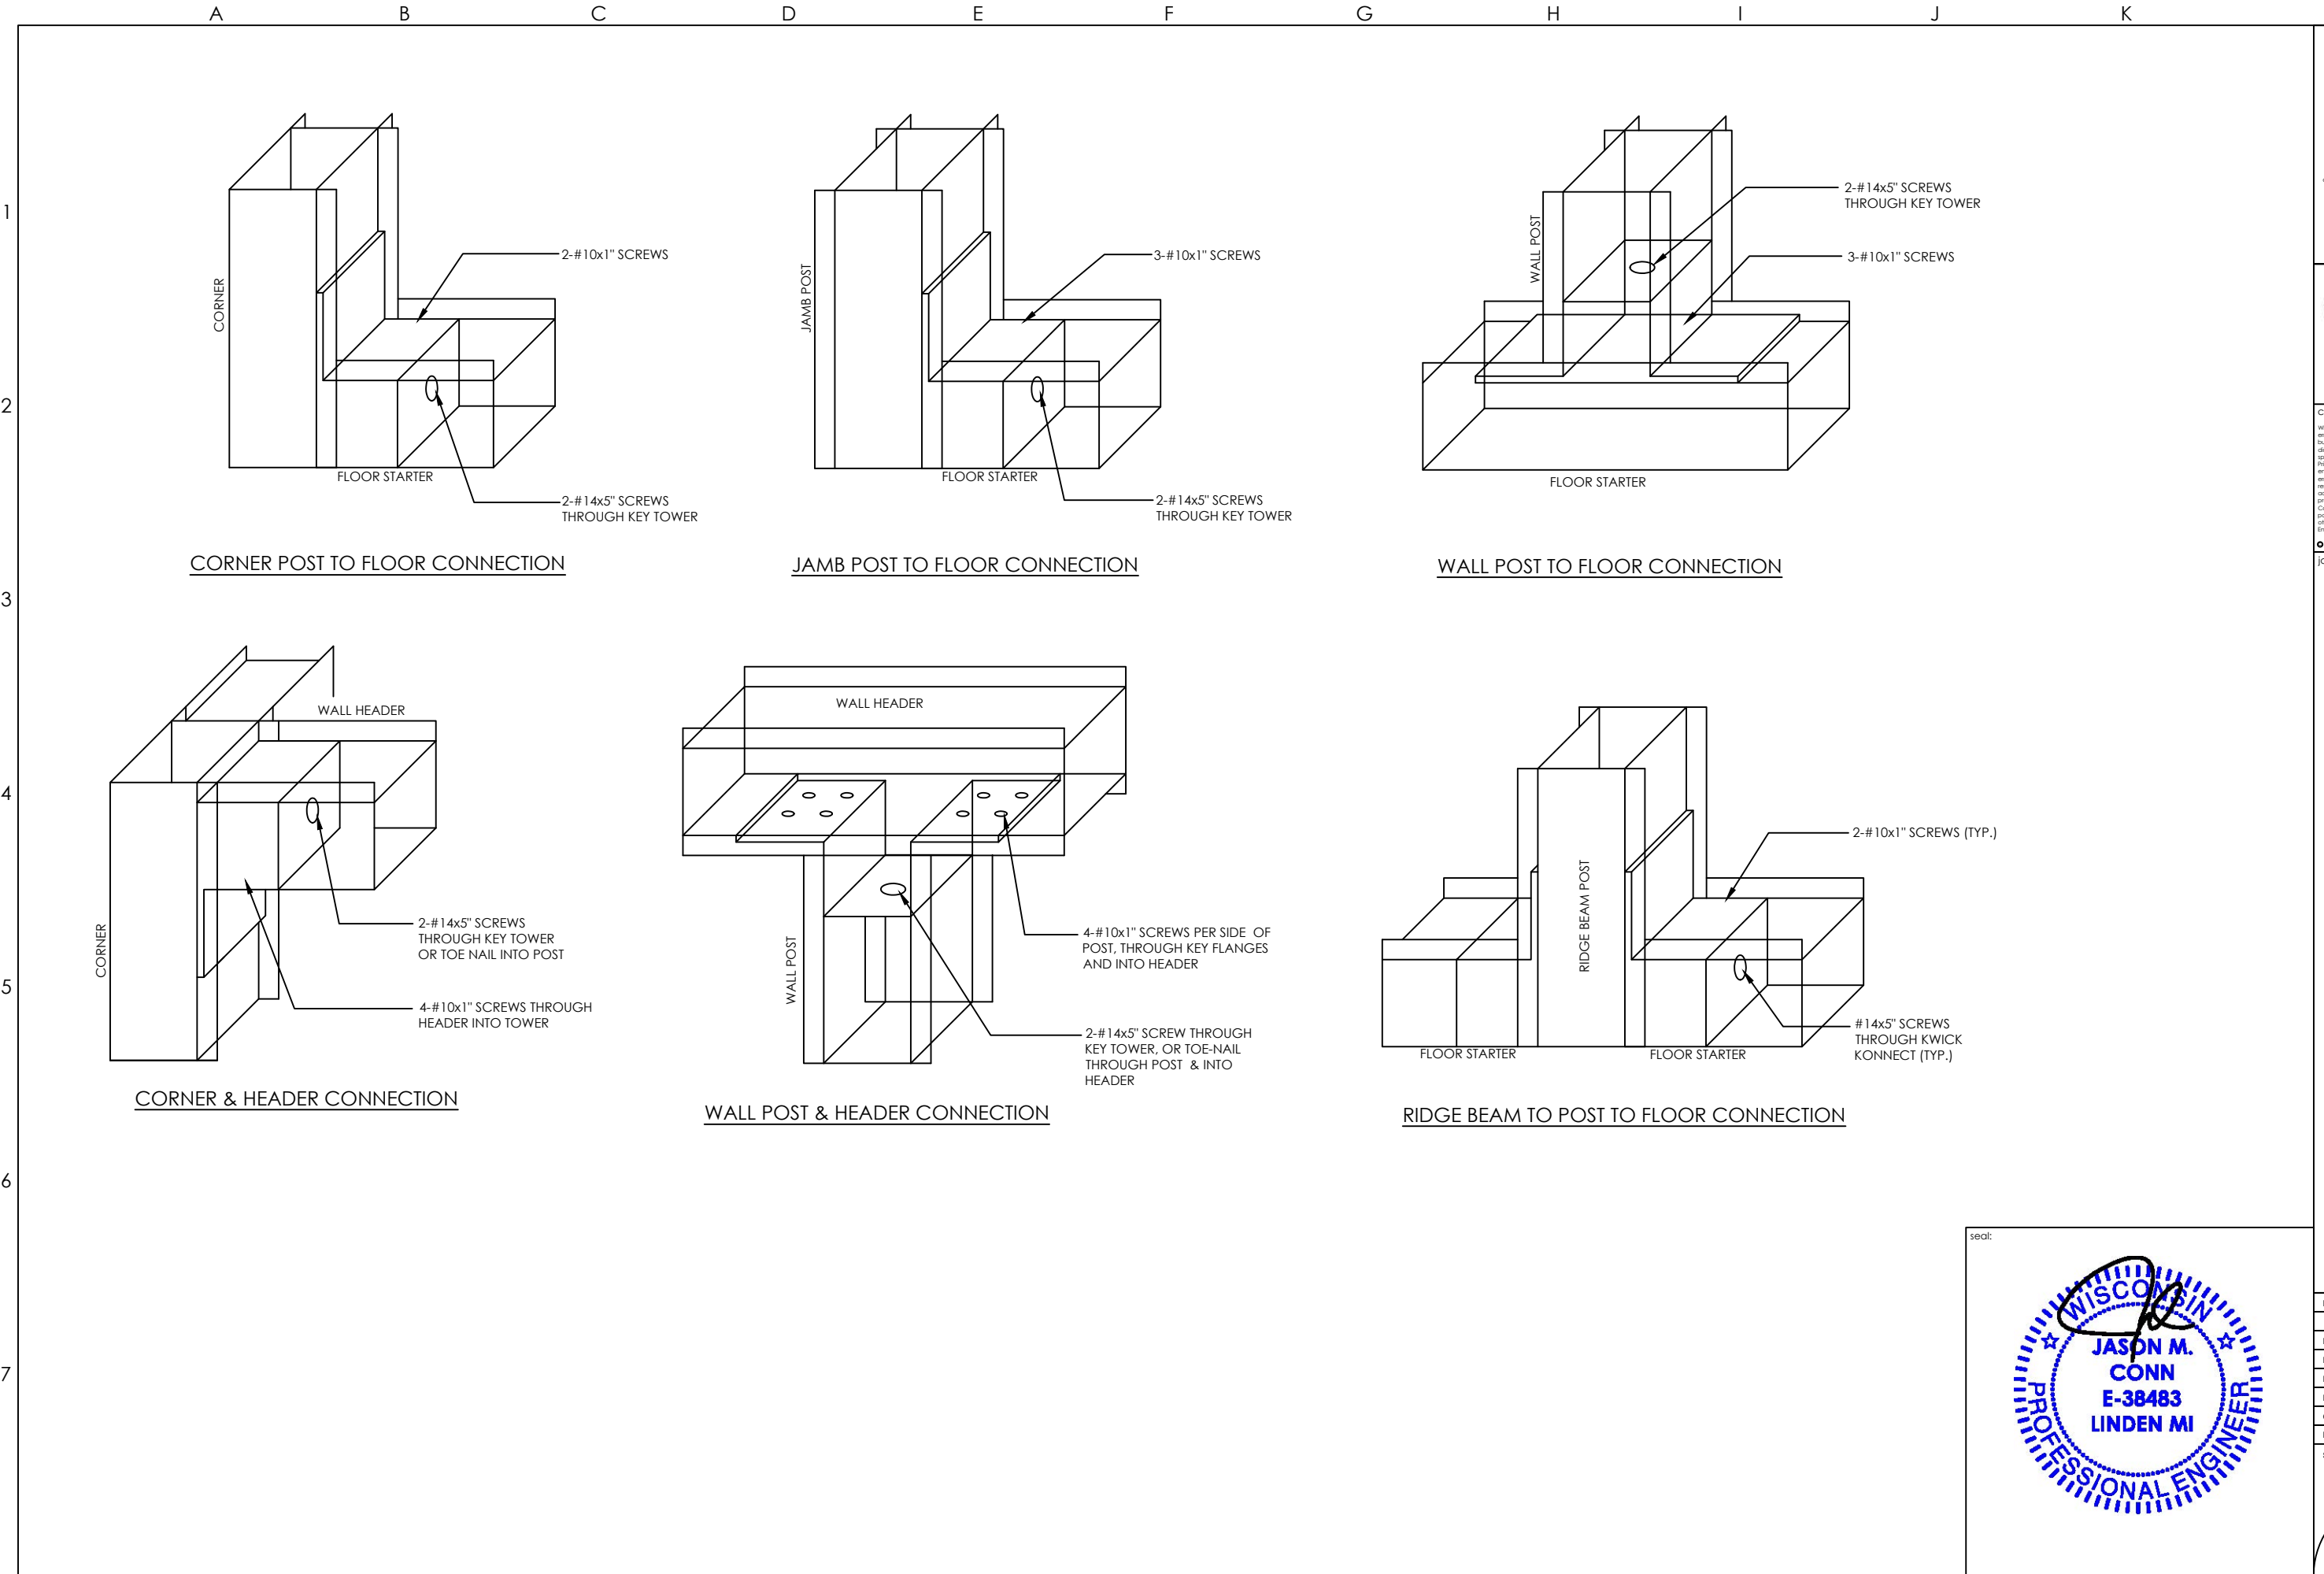 A B C D E F G H I J K
1
2
3
4
5
6
7
CORNER
2-#10x1" SCREWS
FLOOR STARTER
2-#14x5" SCREWS
THROUGH KEY TOWER
CORNER POST TO FLOOR CONNECTION
JAMB POST
3-#10x1" SCREWS
FLOOR STARTER
2-#14x5" SCREWS
THROUGH KEY TOWER
JAMB POST TO FLOOR CONNECTION
WALL POST
2-#14x5" SCREWS
THROUGH KEY TOWER
3-#10x1" SCREWS
FLOOR STARTER
WALL POST TO FLOOR CONNECTION
WALL HEADER
CORNER
2-#14x5" SCREWS
THROUGH KEY TOWER
OR TOE NAIL INTO POST
4-#10x1" SCREWS THROUGH
HEADER INTO TOWER
CORNER & HEADER CONNECTION
WALL HEADER
WALL POST
4-#10x1" SCREWS PER SIDE OF
POST, THROUGH KEY FLANGES
AND INTO HEADER
2-#14x5" SCREW THROUGH
KEY TOWER, OR TOE-NAIL
THROUGH POST & INTO
HEADER
WALL POST & HEADER CONNECTION
RIDGE BEAM POST
2-#10x1" SCREWS (TYP.)
#14x5" SCREWS
THROUGH KWICK
KONNECT (TYP.)
FLOOR STARTER
FLOOR STARTER
RIDGE BEAM TO POST TO FLOOR CONNECTION
seal:
WISCONSIN
JASON M.
CONN
E-38483
LINDEN MI
PROFESSIONAL ENGINEER